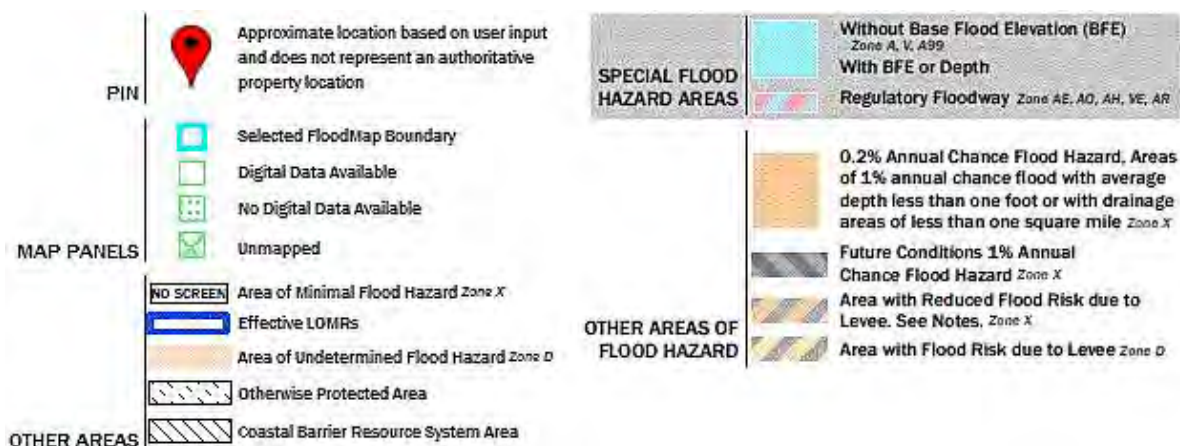 PIN
Approximate location based on user input
and does not represent an authoritative
property location
MAP PANELS
Selected FloodMap Boundary
Digital Data Available
No Digital Data Available
Unmapped
OTHER AREAS
NO SCREEN Area of Minimal Flood Hazard Zone X
Effective LOMRs
Area of Undetermined Flood Hazard Zone D
Otherwise Protected Area
Coastal Barrier Resource System Area
SPECIAL FLOOD
HAZARD AREAS
Without Base Flood Elevation (BFE)
Zone A, V, A99
With BFE or Depth
Regulatory Floodway Zone AE, AO, AH, VE, AR
OTHER AREAS OF
FLOOD HAZARD
0.2% Annual Chance Flood Hazard, Areas
of 1% annual chance flood with average
depth less than one foot or with drainage
areas of less than one square mile Zone X
Future Conditions 1% Annual
Chance Flood Hazard Zone X
Area with Reduced Flood Risk due to
Levee. See Notes. Zone X
Area with Flood Risk due to Levee Zone D